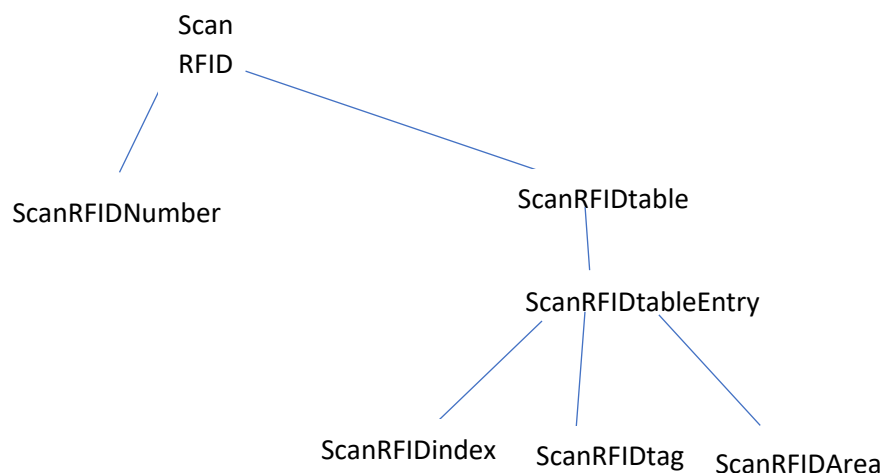 Scan
RFID
ScanRFIDNumber
ScanRFIDtable
ScanRFIDtableEntry
ScanRFIDindex
ScanRFIDtag
ScanRFIDArea